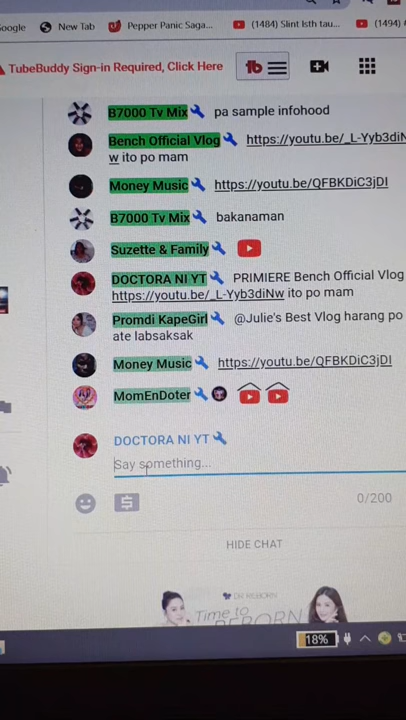 oogle New Tab Pepper Panic Saga... (1484) Slint Isth tau... (1494)
TubeBuddy Sign-in Required, Click Here tb
B7000 Tv Mix pa sample infohood
Bench Official Vlog https://youtu.be/_L-Yyb3diN
w ito po mam
Money Music https://youtu.be/QFBKDiC3jDI
B7000 Tv Mix bakanaman
Suzette & Family
DOCTORA NI YT PRIMIERE Bench Official Vlog
https://youtu.be/_L-Yyb3diNw ito po mam
Promdi KapeGirl @Julie's Best Vlog harang po
ate labsaksak
Money Music https://youtu.be/QFBKDiC3jDI
MomEnDoter
DOCTORA NI YT
Say something...
0/200
HIDE CHAT
DR. REBORN
Time to
REBORN
18%